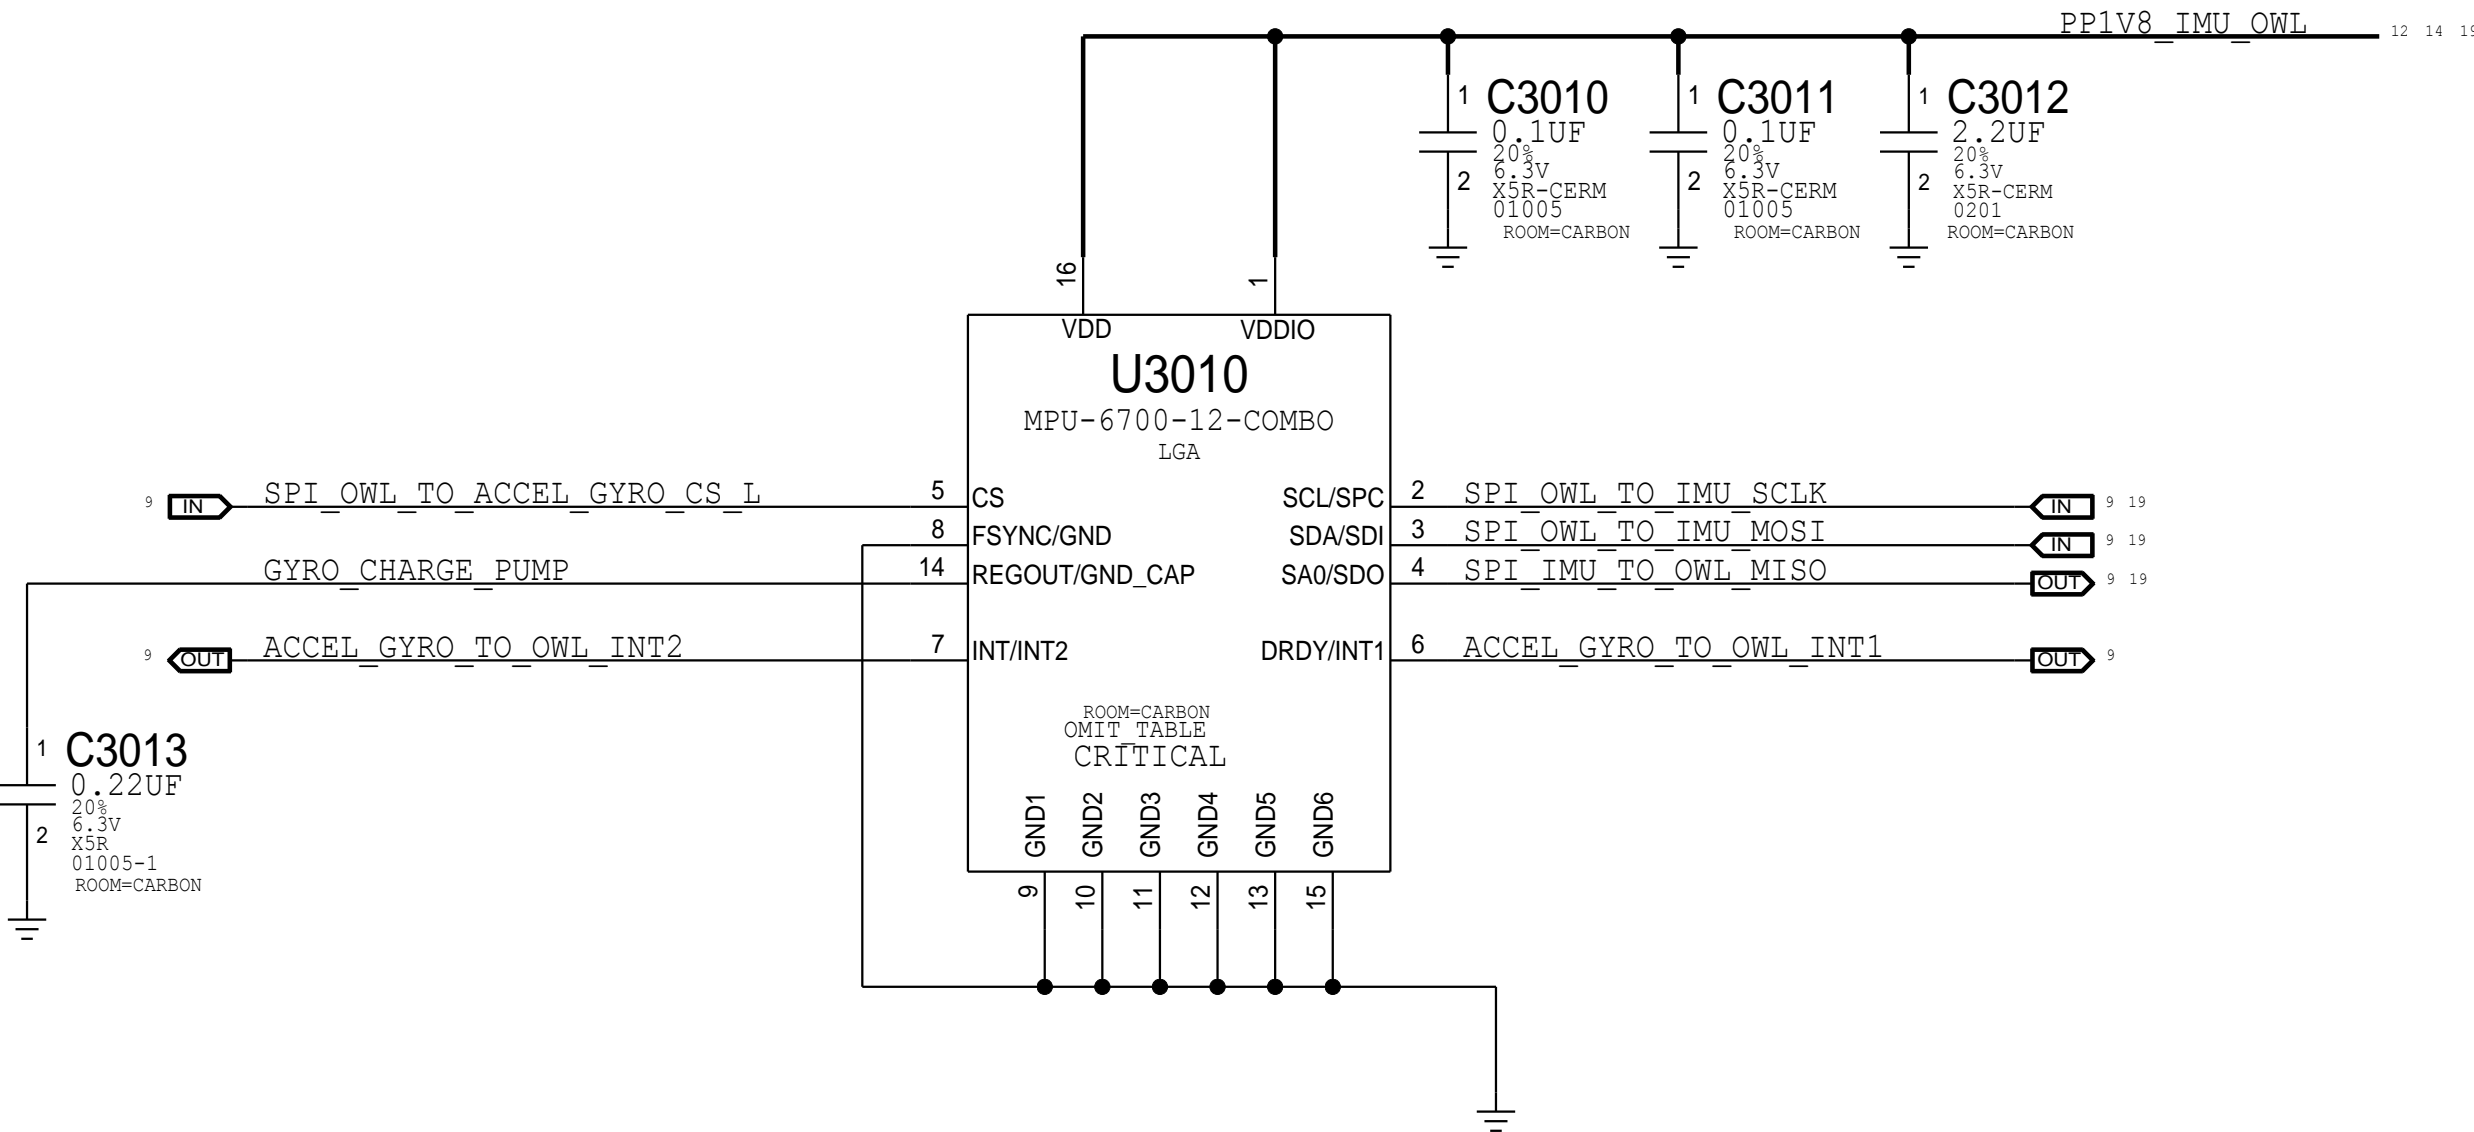 PP1V8_IMU_OWL 12 14 19
1 C3010
0.1UF
20%
6.3V
2
X5R-CERM
01005
ROOM=CARBON
1 C3011
0.1UF
20%
6.3V
2
X5R-CERM
01005
ROOM=CARBON
1 C3012
2.2UF
20%
6.3V
2
X5R-CERM
0201
ROOM=CARBON
16
1
VDD
VDDIO
U3010
MPU-6700-12-COMBO
LGA
9 IN SPI_OWL_TO_ACCEL_GYRO_CS_L 5 CS
8 FSYNC/GND
GYRO_CHARGE_PUMP 14 REGOUT/GND_CAP
9 OUT ACCEL_GYRO_TO_OWL_INT2 7 INT/INT2
SCL/SPC 2 SPI_OWL_TO_IMU_SCLK IN 9 19
SDA/SDI 3 SPI_OWL_TO_IMU_MOSI IN 9 19
SA0/SDO 4 SPI_IMU_TO_OWL_MISO OUT 9 19
DRDY/INT1 6 ACCEL_GYRO_TO_OWL_INT1 OUT 9
ROOM=CARBON
OMIT_TABLE
CRITICAL
1 C3013
0.22UF
20%
6.3V
2
X5R
01005-1
ROOM=CARBON
GND1
GND2
GND3
GND4
GND5
GND6
9
10
11
12
13
15